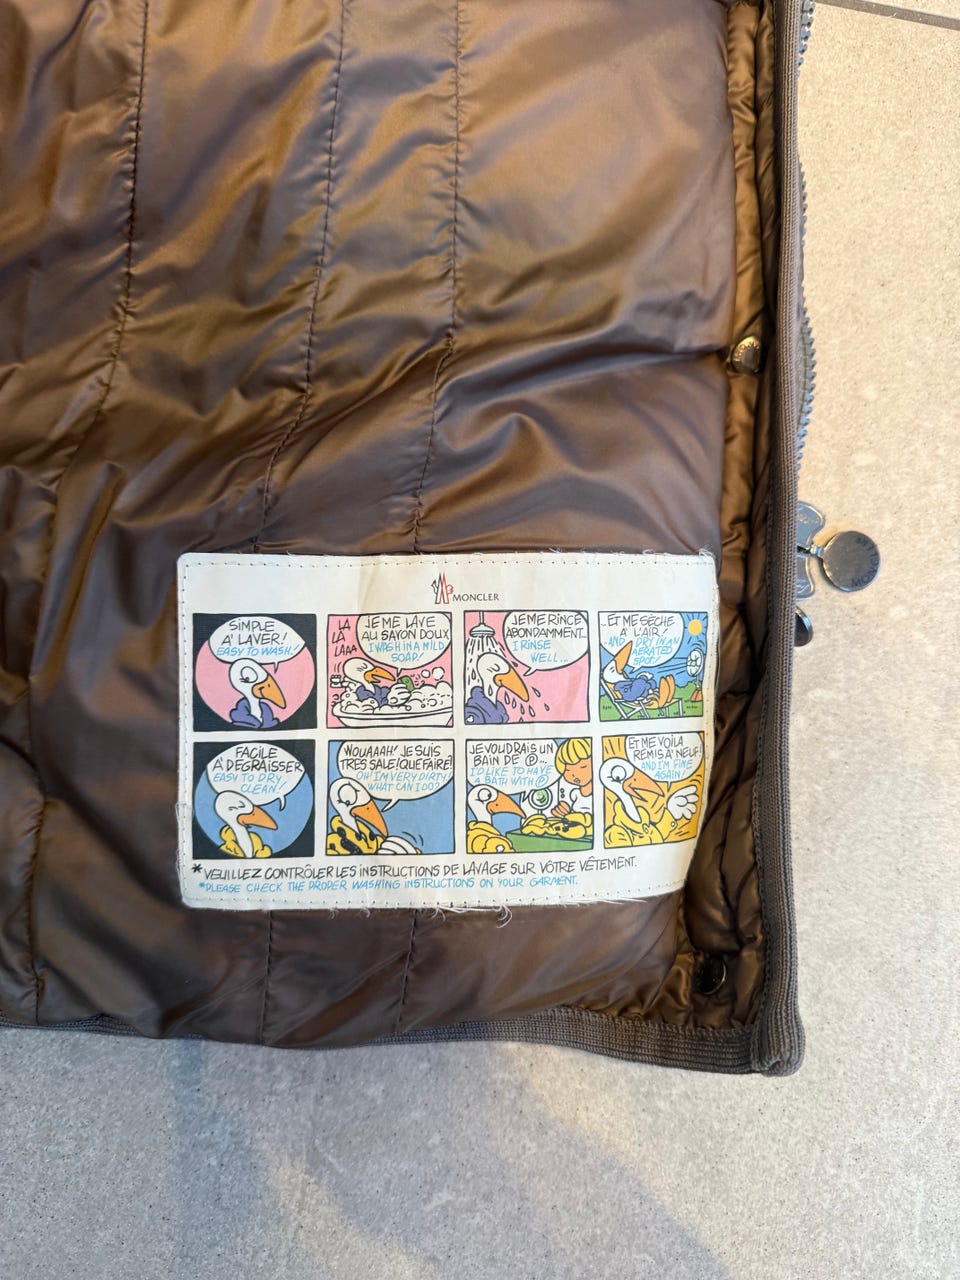 MONCLER
SIMPLE
A' LAVER!
EASY TO WASH!
LA
LA
LAAA
JE ME LAVE
AU SAVON DOUX
I WASH IN A MILD
SOAP!
JE ME RINCE
ABONDAMMENT...
I RINSE
WELL...
...ET ME SÈCHE
À L'AIR!
...AND DRY IN AN
AERATED
SPOT!
FACILE
A' DEGRAISSER
EASY TO DRY
CLEAN!
WOUAAAH! JE SUIS
TRES SALE! QUE FAIRE?
OH! I'M VERY DIRTY!
WHAT CAN I DO?
JE VOUDRAIS UN
BAIN DE Ⓟ...
I'D LIKE TO HAVE
A BATH WITH Ⓟ
ET ME VOILA
REMIS A' NEUF!
AND I'M FINE
AGAIN!
*VEUILLEZ CONTRÔLER LES INSTRUCTIONS DE LAVAGE SUR VÔTRE VÊTEMENT.
*PLEASE CHECK THE PROPER WASHING INSTRUCTIONS ON YOUR GARMENT.